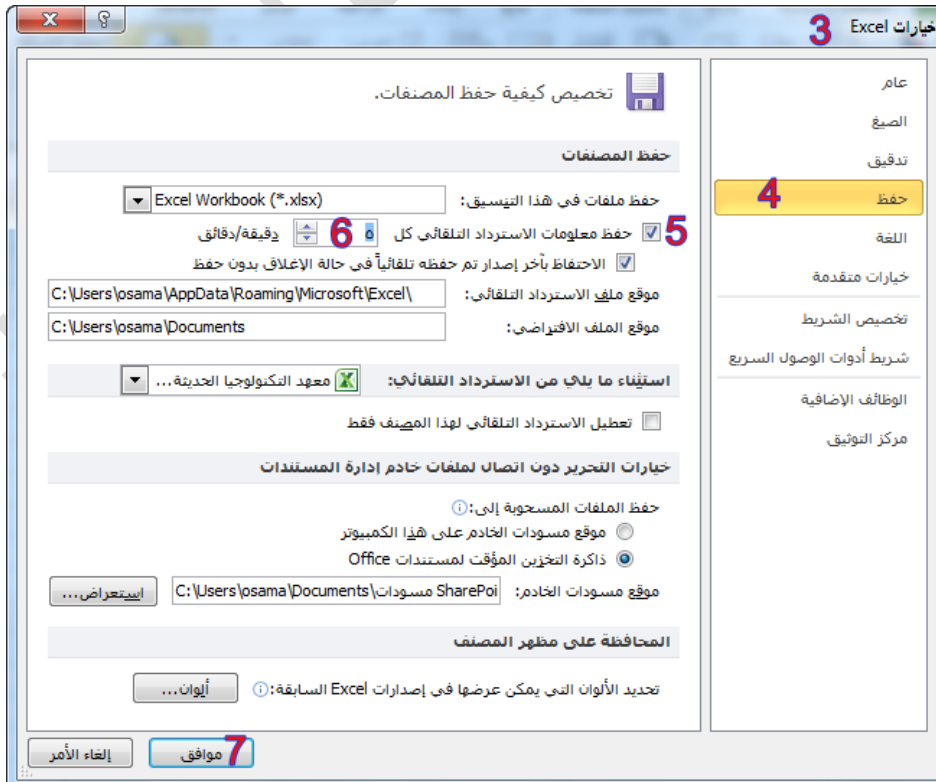 خيارات Excel 3
عام
الصيغ
تدقيق
حفظ 4
اللغة
خيارات متقدمة
تخصيص الشريط
شريط أدوات الوصول السريع
الوظائف الإضافية
مركز التوثيق
تخصيص كيفية حفظ المصنفات.
حفظ المصنفات
حفظ ملفات في هذا التنسيق: Excel Workbook (*.xlsx)
5 حفظ معلومات الاسترداد التلقائي كل ٥ 6 دقيقة/دقائق
الاحتفاظ بآخر إصدار تم حفظه تلقائياً في حالة الإغلاق بدون حفظ
موقع ملف الاسترداد التلقائي: C:\Users\osama\AppData\Roaming\Microsoft\Excel\
موقع الملف الافتراضي: C:\Users\osama\Documents
استثناء ما يلي من الاسترداد التلقائي: معهد التكنولوجيا الحديثة...
تعطيل الاسترداد التلقائي لهذا المصنف فقط
خيارات التحرير دون اتصال لملفات خادم إدارة المستندات
حفظ الملفات المسحوبة إلى:
موقع مسودات الخادم على هذا الكمبيوتر
ذاكرة التخزين المؤقت لمستندات Office
موقع مسودات الخادم: C:\Users\osama\Documents\مسودات SharePoi استعراض...
المحافظة على مظهر المصنف
تحديد الألوان التي يمكن عرضها في إصدارات Excel السابقة: ألوان...
موافق 7 إلغاء الأمر